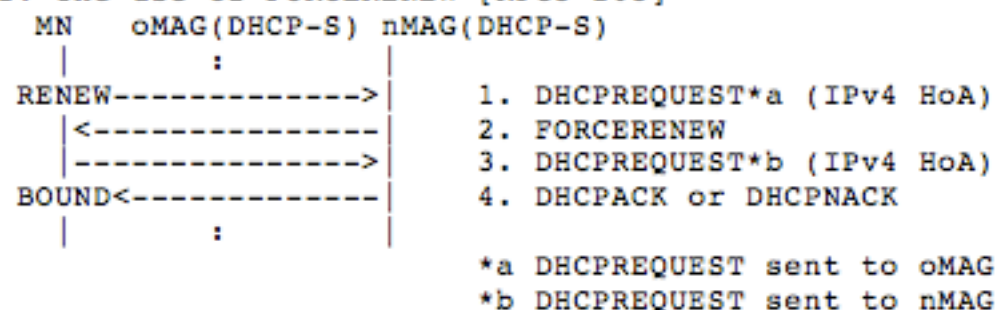 MN oMAG(DHCP-S) nMAG(DHCP-S)
| : |
RENEW------------->| 1. DHCPREQUEST*a (IPv4 HoA)
|<---------------| 2. FORCERENEW
|--------------->| 3. DHCPREQUEST*b (IPv4 HoA)
BOUND<-------------| 4. DHCPACK or DHCPNACK
| : |
*a DHCPREQUEST sent to oMAG
*b DHCPREQUEST sent to nMAG